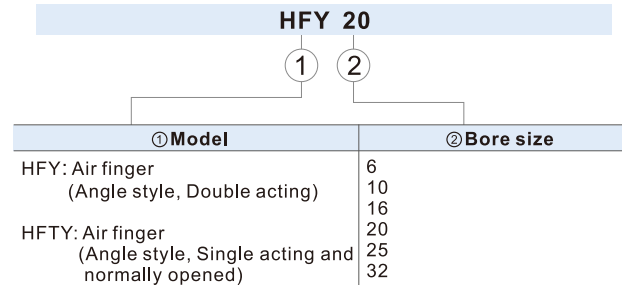 HFY 20
1 2
①Model ②Bore size
HFY: Air finger
(Angle style, Double acting)
HFTY: Air finger
(Angle style, Single acting and
normally opened)
6
10
16
20
25
32